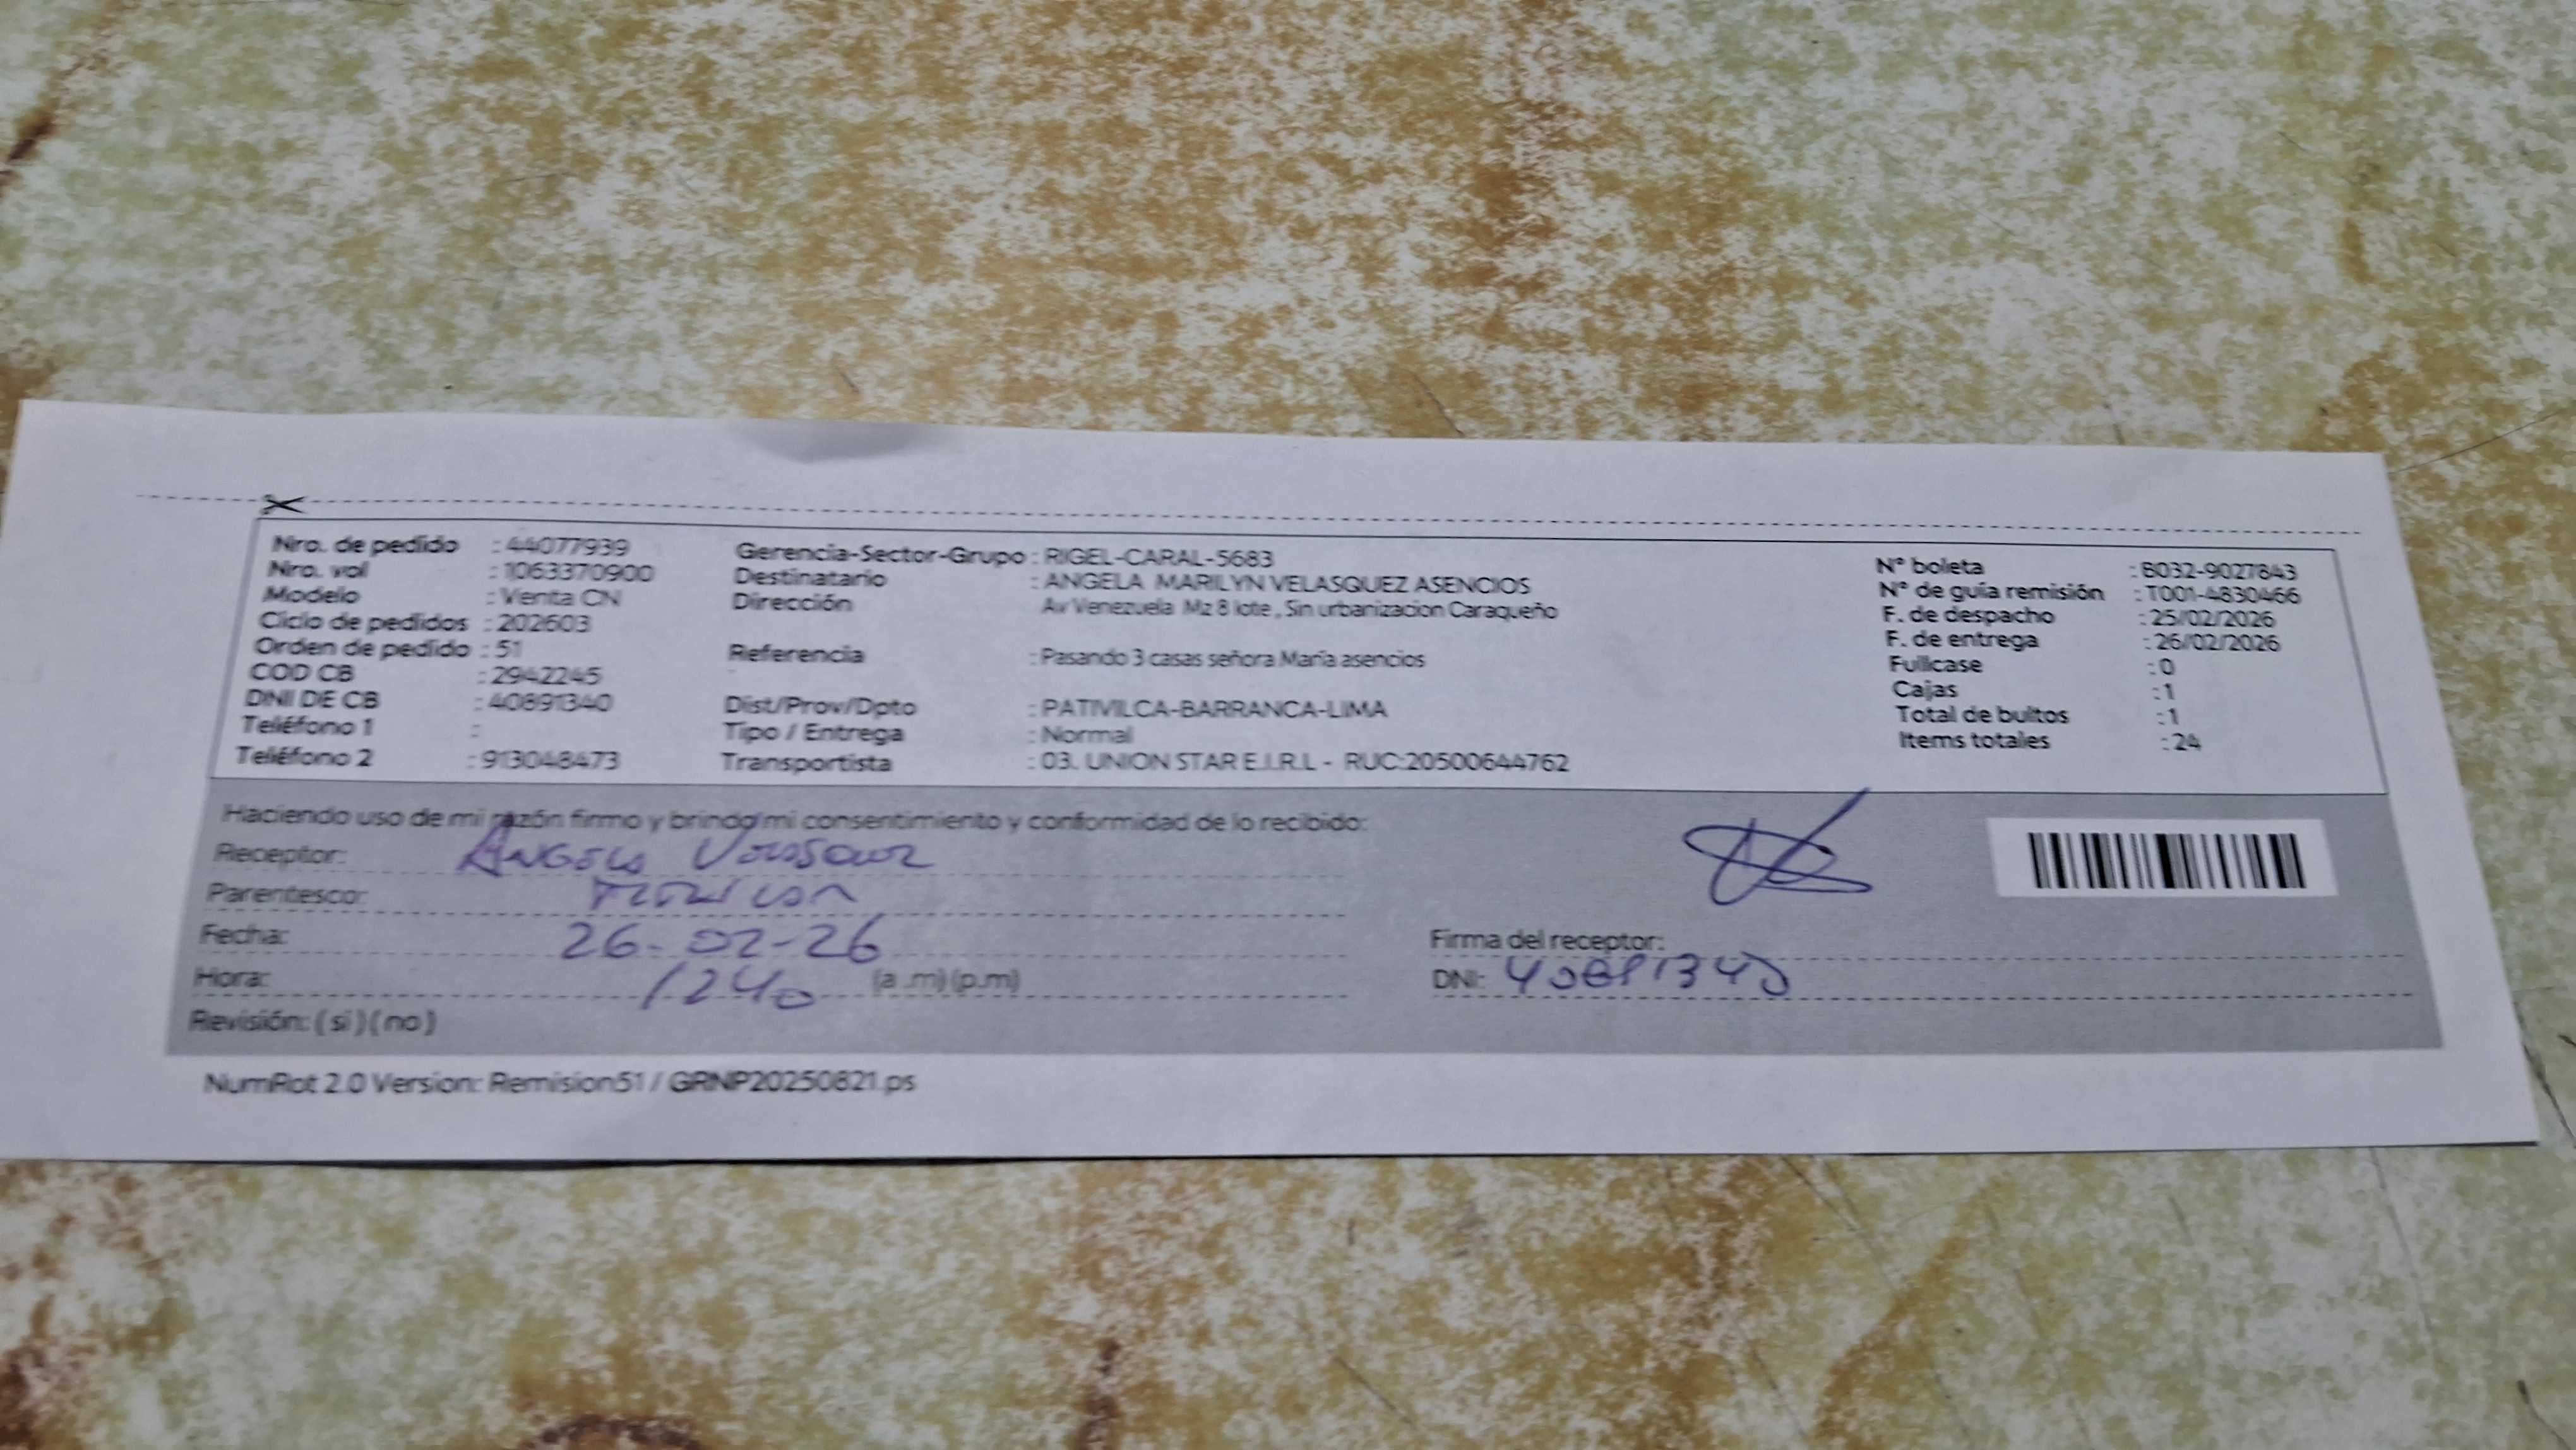 Nro. de pedido : 44077939
Nro. vol : 1063370900
Modelo : Venta CN
Ciclo de pedidos : 202603
Orden de pedido : 51
COD CB : 2942245
DNI DE CB : 40891340
Teléfono 1 :
Teléfono 2 : 913048473
Gerencia-Sector-Grupo : RIGEL-CARAL-5683
Destinatario : ANGELA MARILYN VELASQUEZ ASENCIOS
Dirección Av Venezuela Mz 8 lote , Sin urbanizacion Caraqueño
Referencia : Pasando 3 casas señora María asencios
Dist/Prov/Dpto : PATIVILCA-BARRANCA-LIMA
Tipo / Entrega : Normal
Transportista : 03. UNION STAR E.I.R.L - RUC:20500644762
N° boleta : B032-9027843
N° de guía remisión : T001-4830466
F. de despacho : 25/02/2026
F. de entrega : 26/02/2026
Fullcase : 0
Cajas : 1
Total de bultos : 1
Items totales : 24
Haciendo uso de mi razón firmo y brindo mi consentimiento y conformidad de lo recibido:
Receptor: Angela
Parentesco:
Fecha: 26-02-26
Hora: 1240 (a .m) (p.m)
Revisión: ( si ) ( no )
Firma del receptor:
DNI: 40891340
NumRot 2.0 Version: Remision51 / GRNP20250821.ps